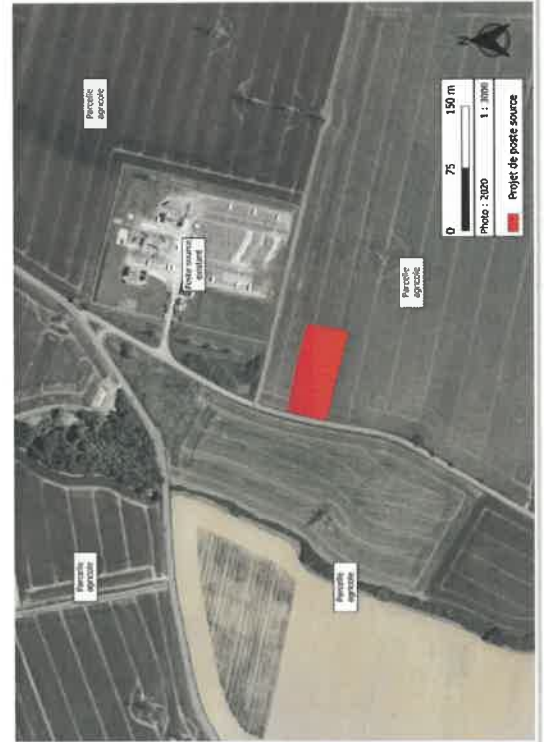 Parcelle
agricole
Poste source
existant
Parcelle
agricole
Parcelle
agricole
Parcelle
agricole
N
0 75 150 m
Photo : 2020 1 : 3000
Projet de poste source